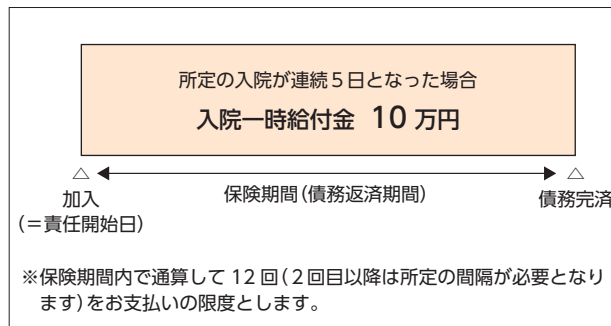 所定の入院が連続5日となった場合
入院一時給付金 10 万円
△ △
加入 保険期間(債務返済期間) 債務完済
(=責任開始日)
※保険期間内で通算して 12 回(2回目以降は所定の間隔が必要となり
ます)をお支払いの限度とします。